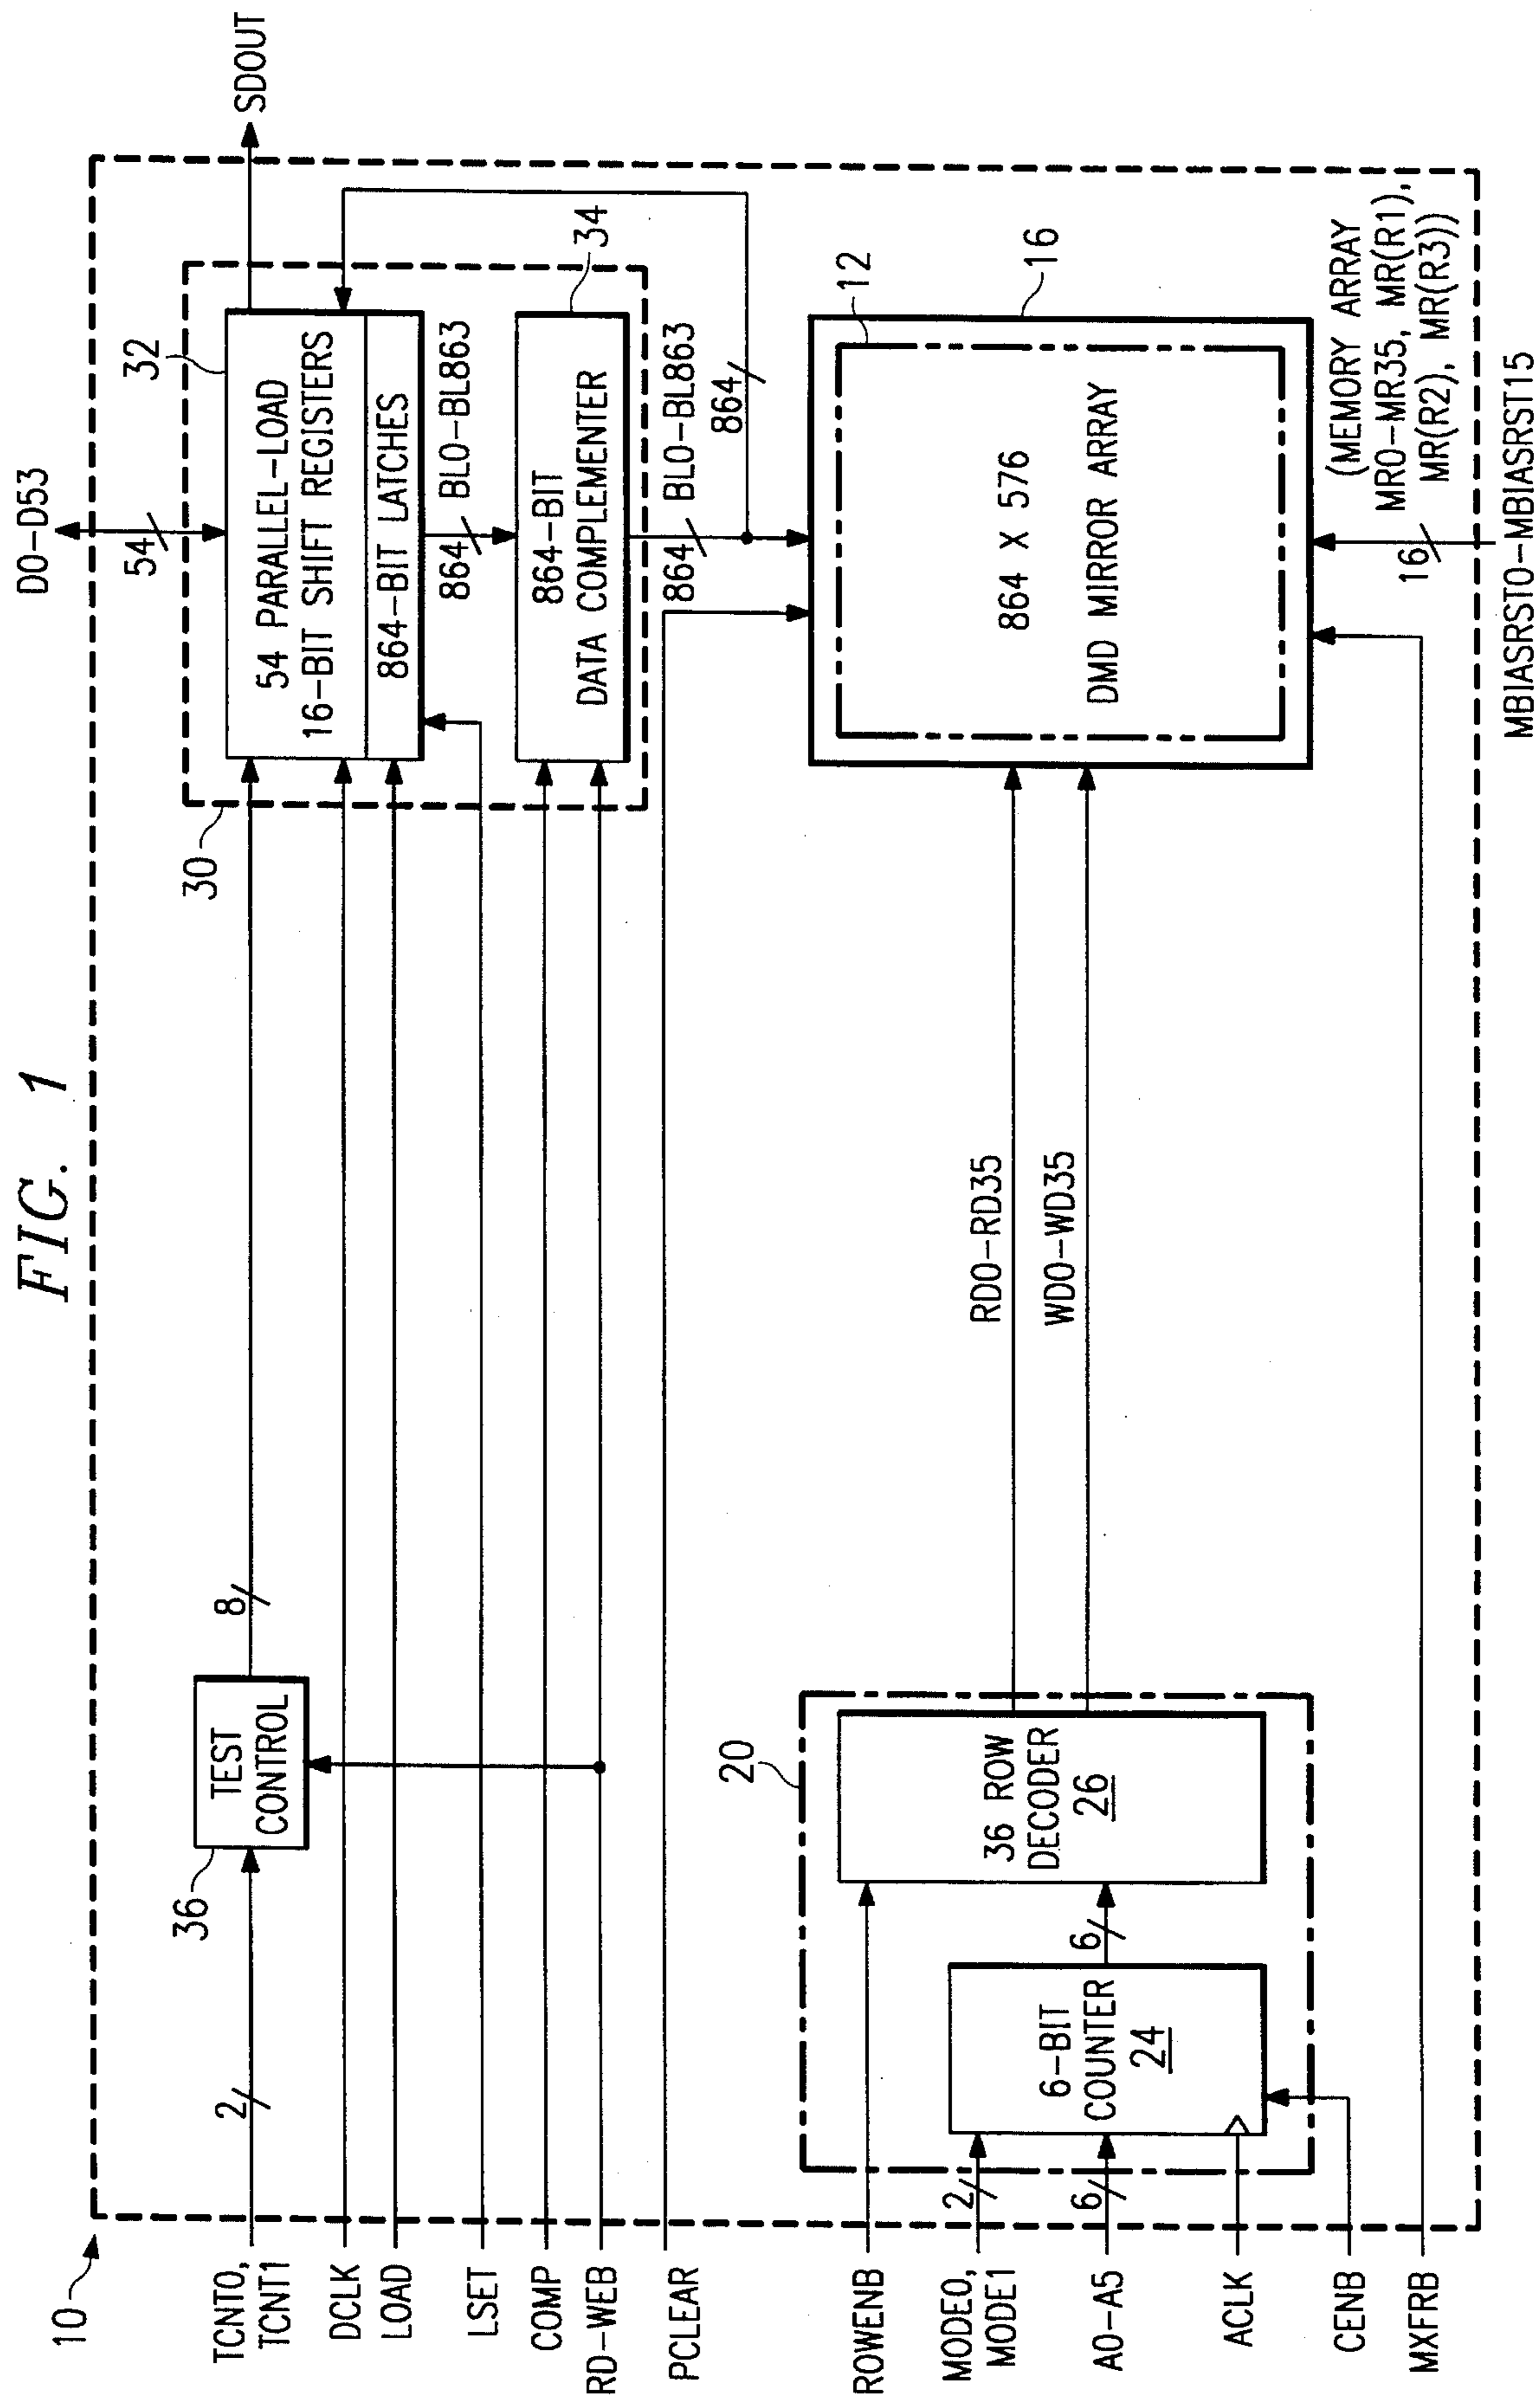 FIG. 1
10
D0-D53
54
SDOUT
30
32
54 PARALLEL-LOAD
16-BIT SHIFT REGISTERS
864-BIT LATCHES
864
BL0-BL863
864-BIT
DATA COMPLEMENTER
34
864
BL0-BL863
864
TCNT0,
TCNT1
2
36
TEST
CONTROL
8
DCLK
LOAD
LSET
COMP
RD-WEB
PCLEAR
ROWENB
MODE0,
MODE1
2
A0-A5
6
ACLK
CENB
MXFRB
20
6-BIT
COUNTER
24
6
36 ROW
DECODER
26
RD0-RD35
WD0-WD35
12
16
864 X 576
DMD MIRROR ARRAY
(MEMORY ARRAY
MR0-MR35, MR(R1),
MR(R2), MR(R3))
16
MBIASRST0-MBIASRST15